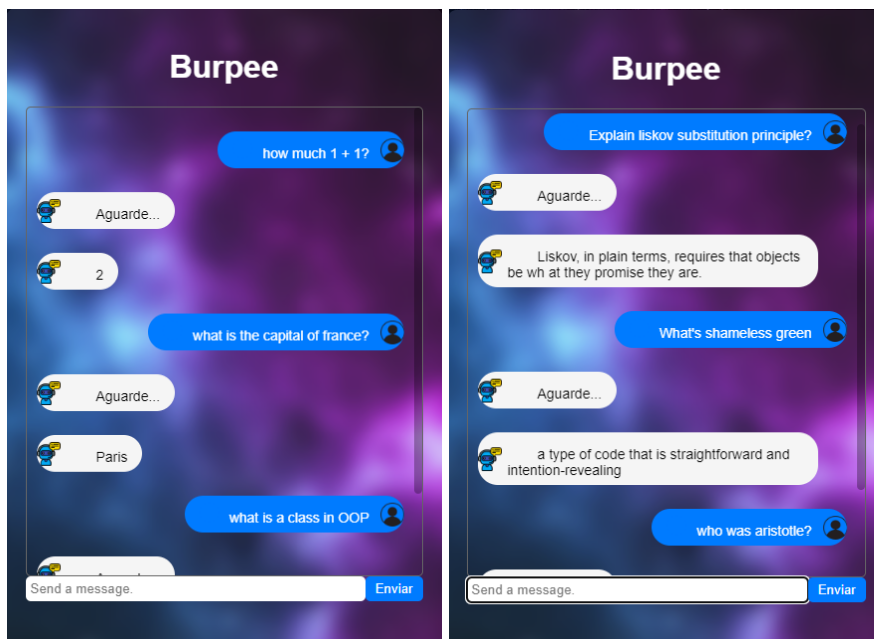 Burpee
how much 1 + 1?
Aguarde...
2
what is the capital of france?
Aguarde...
Paris
what is a class in OOP
Send a message.
Enviar
Burpee
Explain liskov substitution principle?
Aguarde...
Liskov, in plain terms, requires that objects
be wh at they promise they are.
What's shameless green
Aguarde...
a type of code that is straightforward and
intention-revealing
who was aristotle?
Send a message.
Enviar